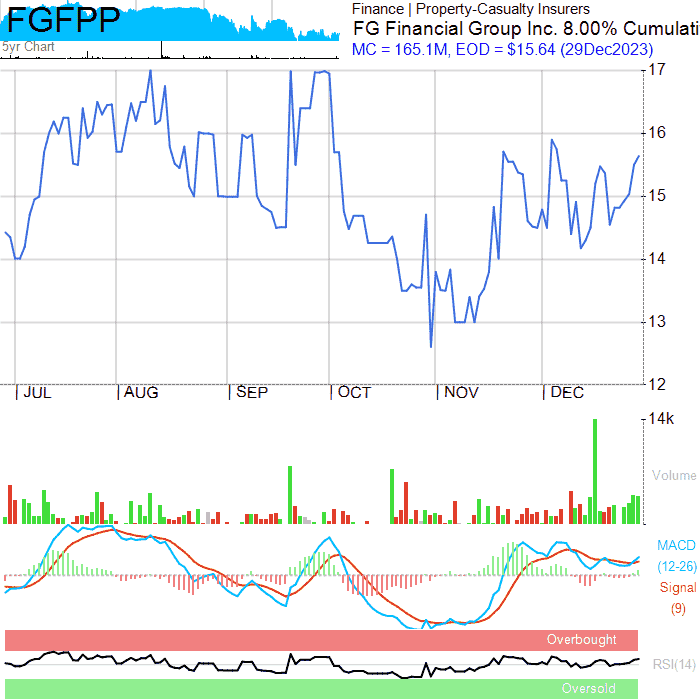 FGFPP
5yr Chart
Finance | Property-Casualty Insurers
FG Financial Group Inc. 8.00% Cumulati
MC = 165.1M, EOD = $15.64 (29Dec2023)
17
16
15
14
13
12
JUL AUG SEP OCT NOV DEC
14k
Volume
MACD
(12-26)
Signal
(9)
Overbought
RSI(14)
Oversold